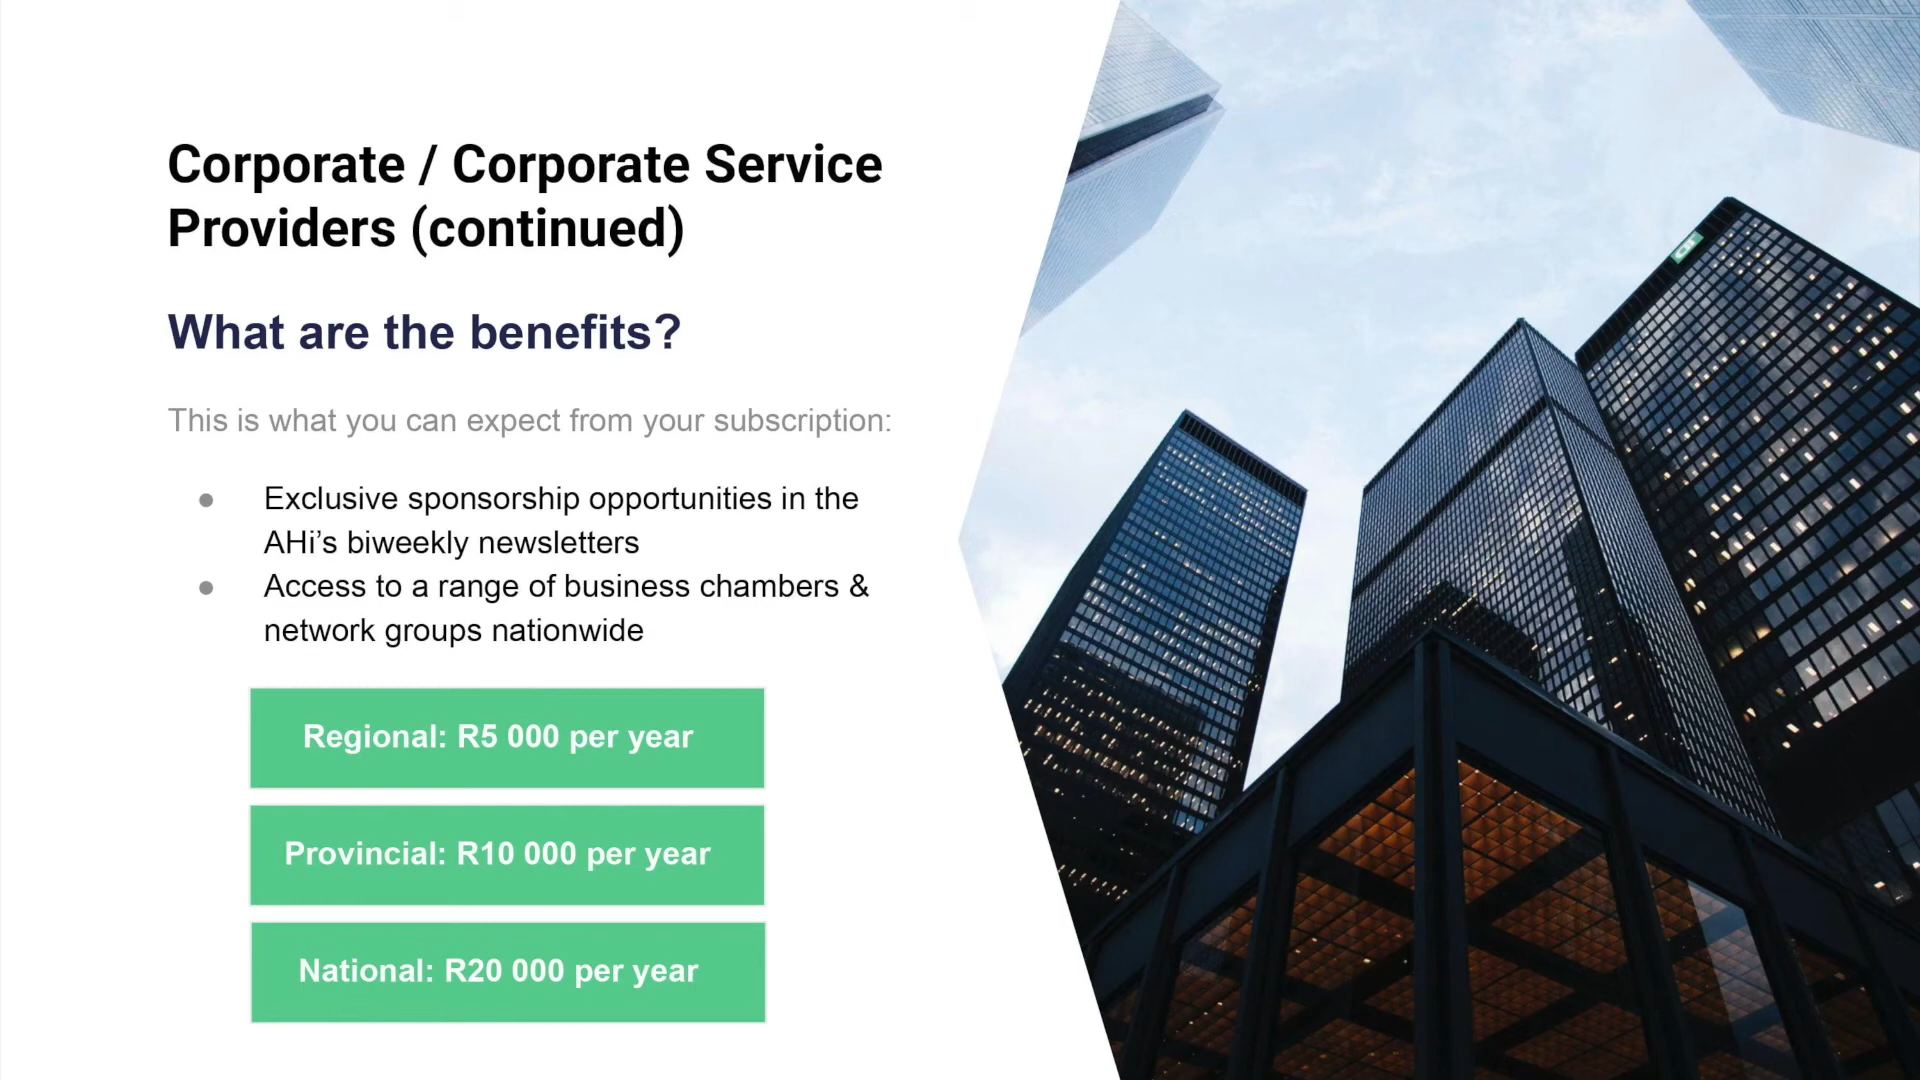 Corporate / Corporate Service
Providers (continued)
What are the benefits?
This is what you can expect from your subscription:
Exclusive sponsorship opportunities in the
AHi’s biweekly newsletters
Access to a range of business chambers &
network groups nationwide
Regional: R5 000 per year
Provincial: R10 000 per year
National: R20 000 per year